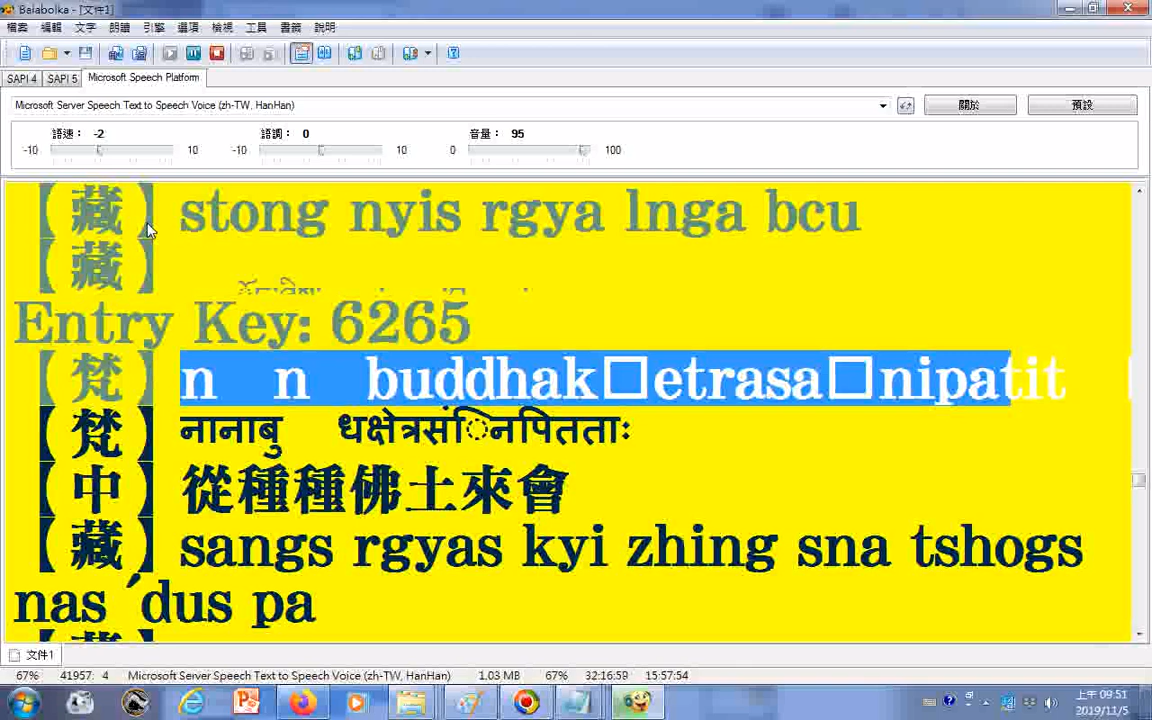 Balabolka - [文件1]
檔案 編輯 文字 朗讀 引擎 選項 檢視 工具 書籤 說明
SAPI 4 SAPI 5 Microsoft Speech Platform
Microsoft Server Speech Text to Speech Voice (zh-TW, HanHan) 關於 預設
語速： -2 語調： 0 音量： 95
-10 10 -10 10 0 100
【藏】stong nyis rgya lnga bcu
【藏】
Entry Key: 6265
【梵】n n buddhak□etrasa□nipatit
【梵】नानाबु धक्षेत्रसंिनपितताः
【中】從種種佛土來會
【藏】sangs rgyas kyi zhing sna tshogs
nas ´dus pa
文件1
67% 41957: 4 Microsoft Server Speech Text to Speech Voice (zh-TW, HanHan) 1.03 MB 67% 32:16:59 15:57:54
上午 09:51
2019/11/5